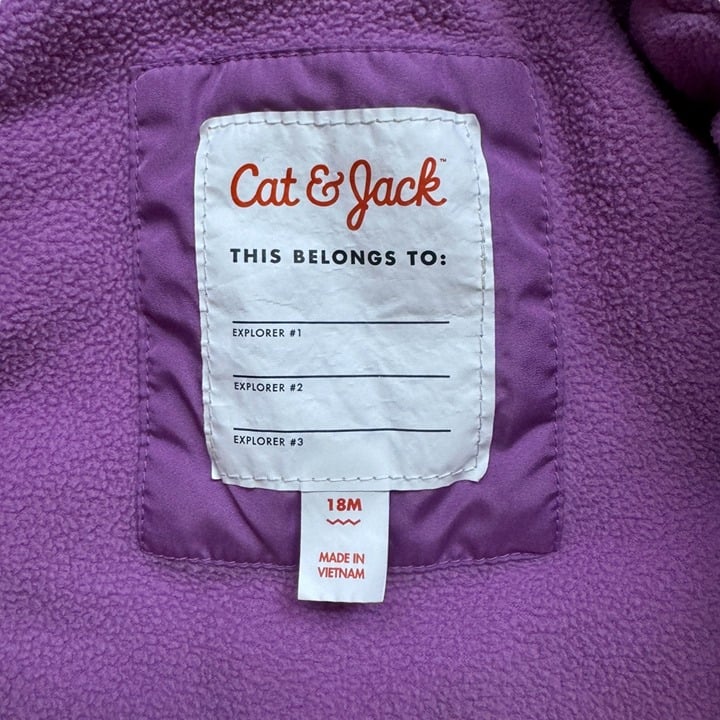 Cat & Jack™
THIS BELONGS TO:
EXPLORER #1
EXPLORER #2
EXPLORER #3
18M
MADE IN
VIETNAM